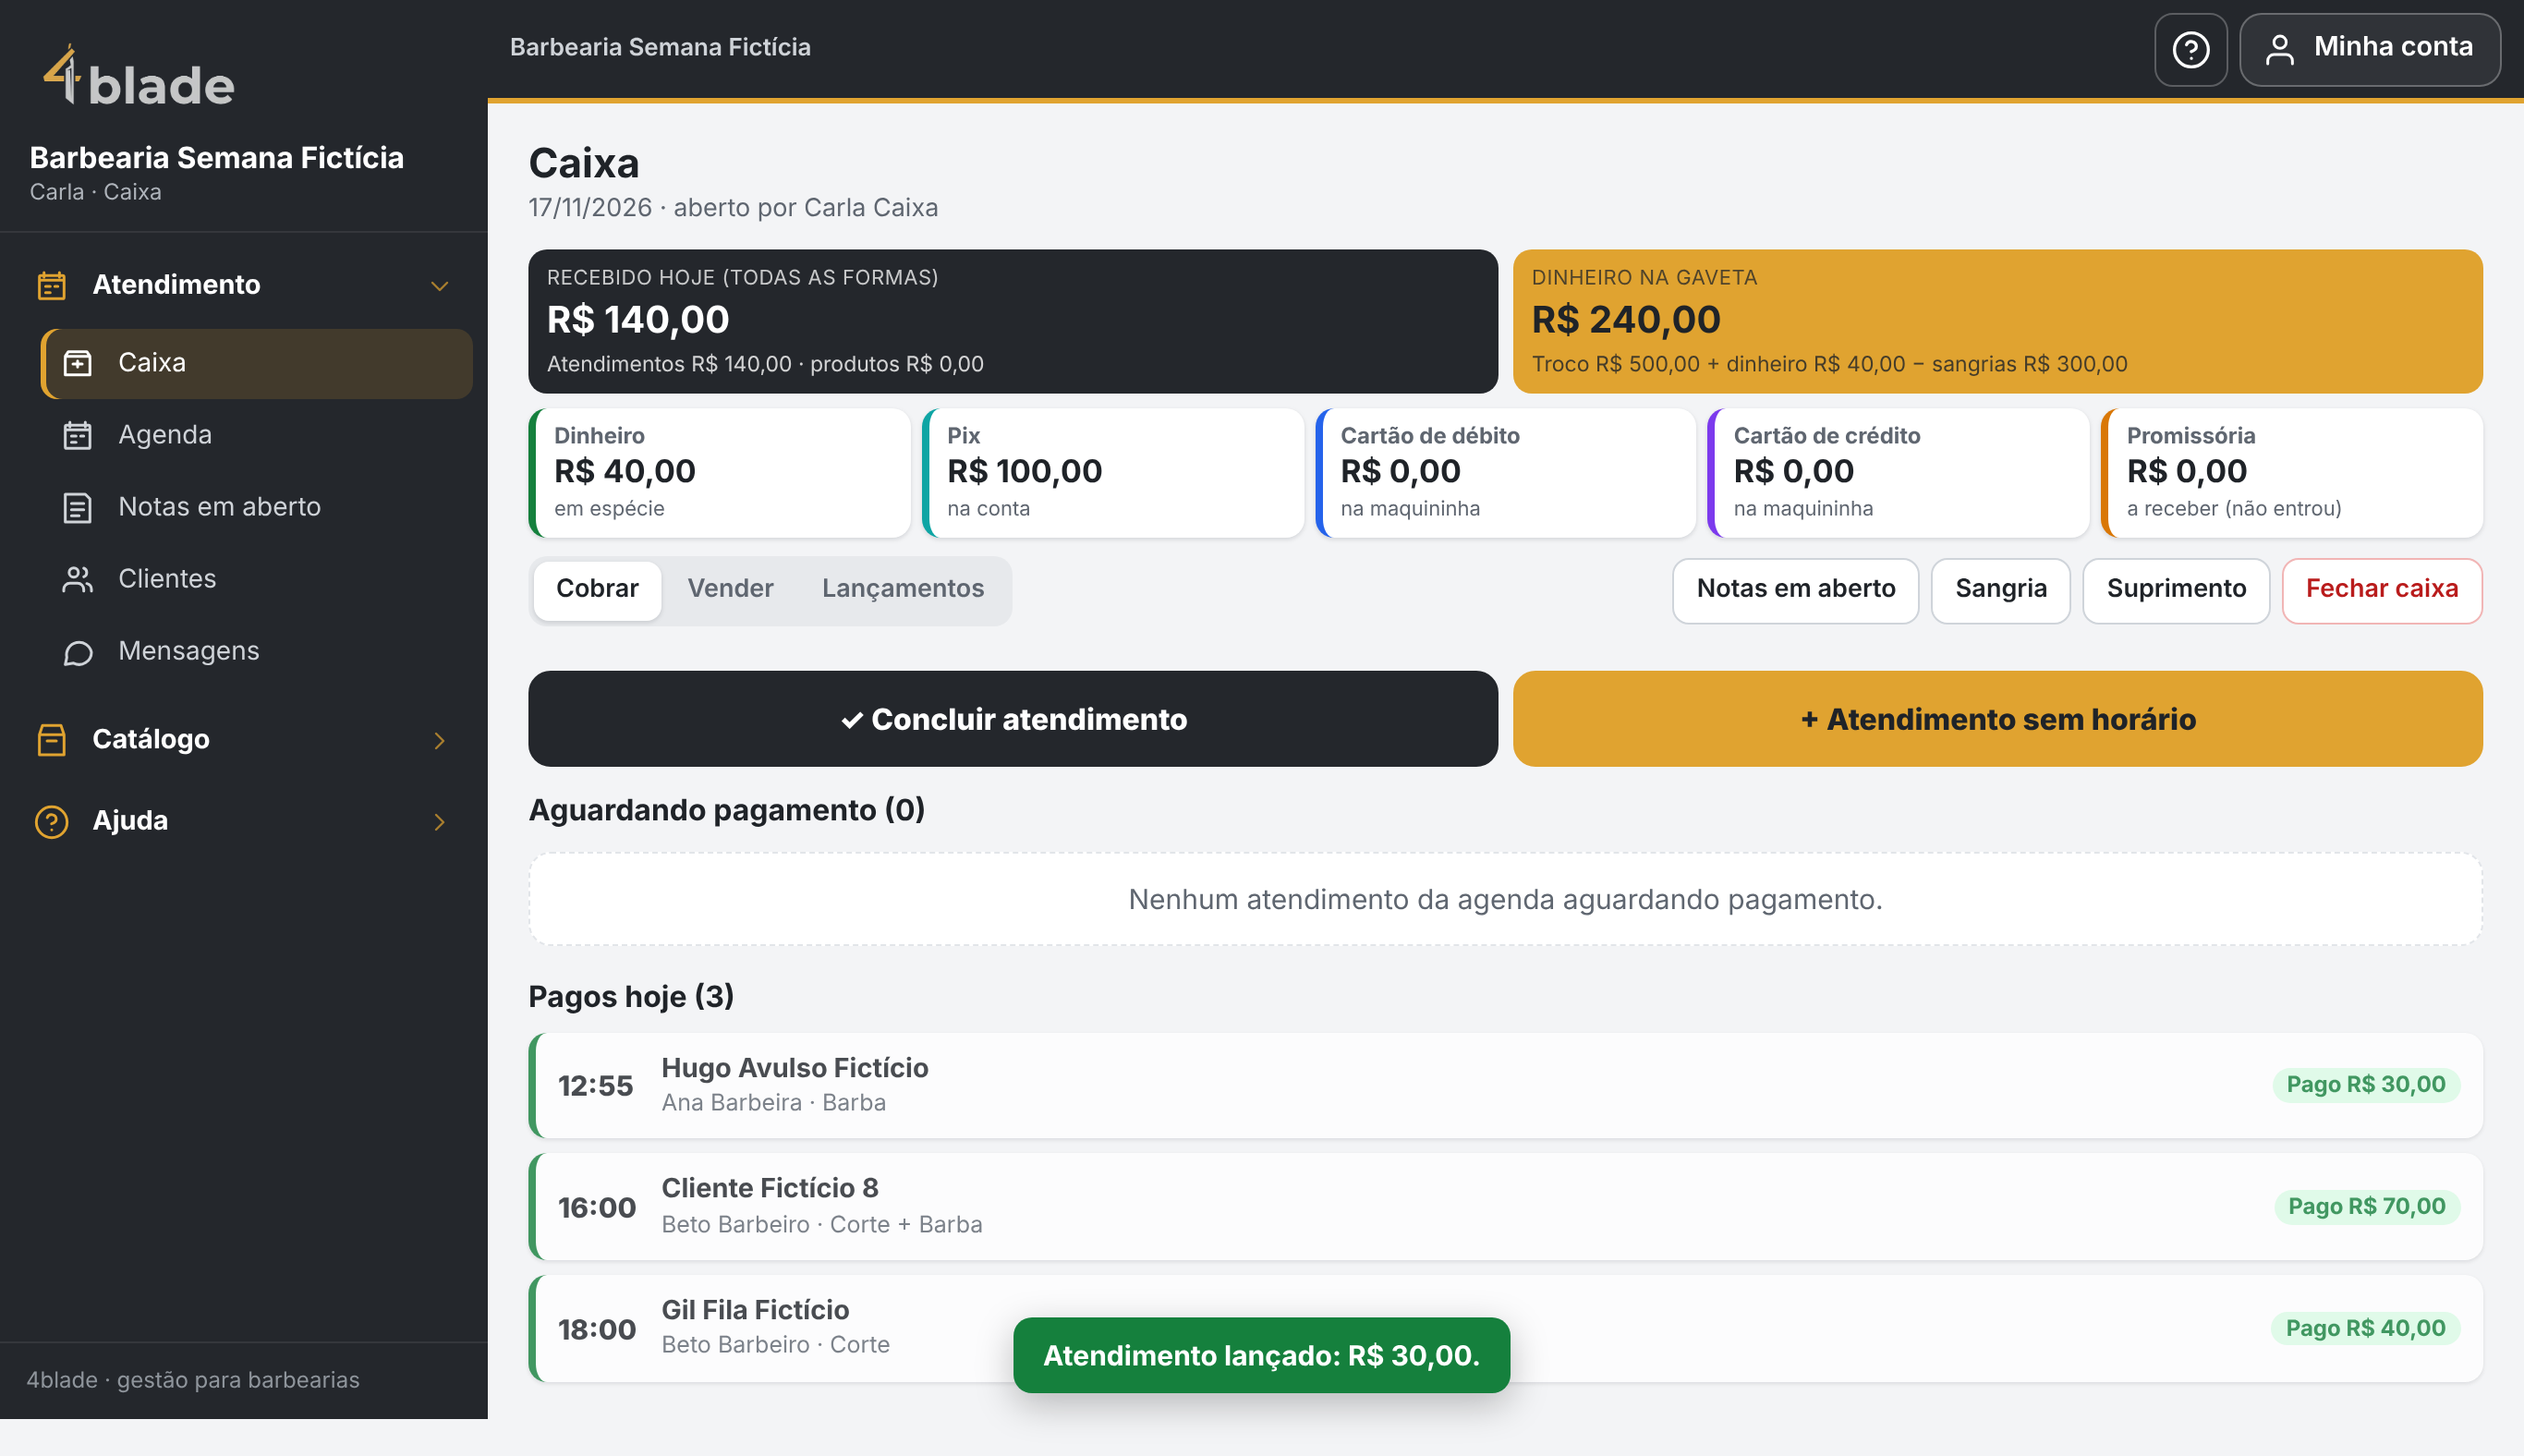 4blade
Barbearia Semana Fictícia
Carla · Caixa
Atendimento
Caixa
Agenda
Notas em aberto
Clientes
Mensagens
Catálogo
Ajuda
4blade · gestão para barbearias
Barbearia Semana Fictícia
Minha conta
Caixa
17/11/2026 · aberto por Carla Caixa
RECEBIDO HOJE (TODAS AS FORMAS)
R$ 140,00
Atendimentos R$ 140,00 · produtos R$ 0,00
DINHEIRO NA GAVETA
R$ 240,00
Troco R$ 500,00 + dinheiro R$ 40,00 − sangrias R$ 300,00
Dinheiro
R$ 40,00
em espécie
Pix
R$ 100,00
na conta
Cartão de débito
R$ 0,00
na maquininha
Cartão de crédito
R$ 0,00
na maquininha
Promissória
R$ 0,00
a receber (não entrou)
Cobrar
Vender
Lançamentos
Notas em aberto
Sangria
Suprimento
Fechar caixa
✓ Concluir atendimento
+ Atendimento sem horário
Aguardando pagamento (0)
Nenhum atendimento da agenda aguardando pagamento.
Pagos hoje (3)
12:55
Hugo Avulso Fictício
Ana Barbeira · Barba
Pago R$ 30,00
16:00
Cliente Fictício 8
Beto Barbeiro · Corte + Barba
Pago R$ 70,00
18:00
Gil Fila Fictício
Beto Barbeiro · Corte
Pago R$ 40,00
Atendimento lançado: R$ 30,00.